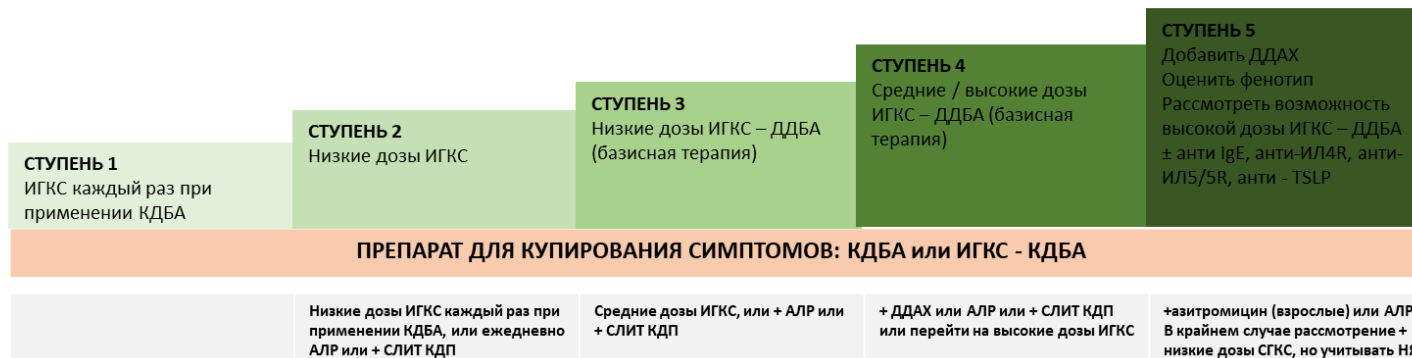 СТУПЕНЬ 1
ИГКС каждый раз при
применении КДБА
СТУПЕНЬ 2
Низкие дозы ИГКС
СТУПЕНЬ 3
Низкие дозы ИГКС – ДДБА
(базисная терапия)
СТУПЕНЬ 4
Средние / высокие дозы
ИГКС – ДДБА (базисная
терапия)
СТУПЕНЬ 5
Добавить ДДАХ
Оценить фенотип
Рассмотреть возможность
высокой дозы ИГКС – ДДБА
± анти IgE, анти-ИЛ4R, анти-
ИЛ5/5R, анти - TSLP
ПРЕПАРАТ ДЛЯ КУПИРОВАНИЯ СИМПТОМОВ: КДБА или ИГКС - КДБА
Низкие дозы ИГКС каждый раз при
применении КДБА, или ежедневно
АЛР или + СЛИТ КДП
Средние дозы ИГКС, или + АЛР или
+ СЛИТ КДП
+ ДДАХ или АЛР или + СЛИТ КДП
или перейти на высокие дозы ИГКС
+азитромицин (взрослые) или АЛР
В крайнем случае рассмотрение +
низкие дозы СГКС, но учитывать НЯ